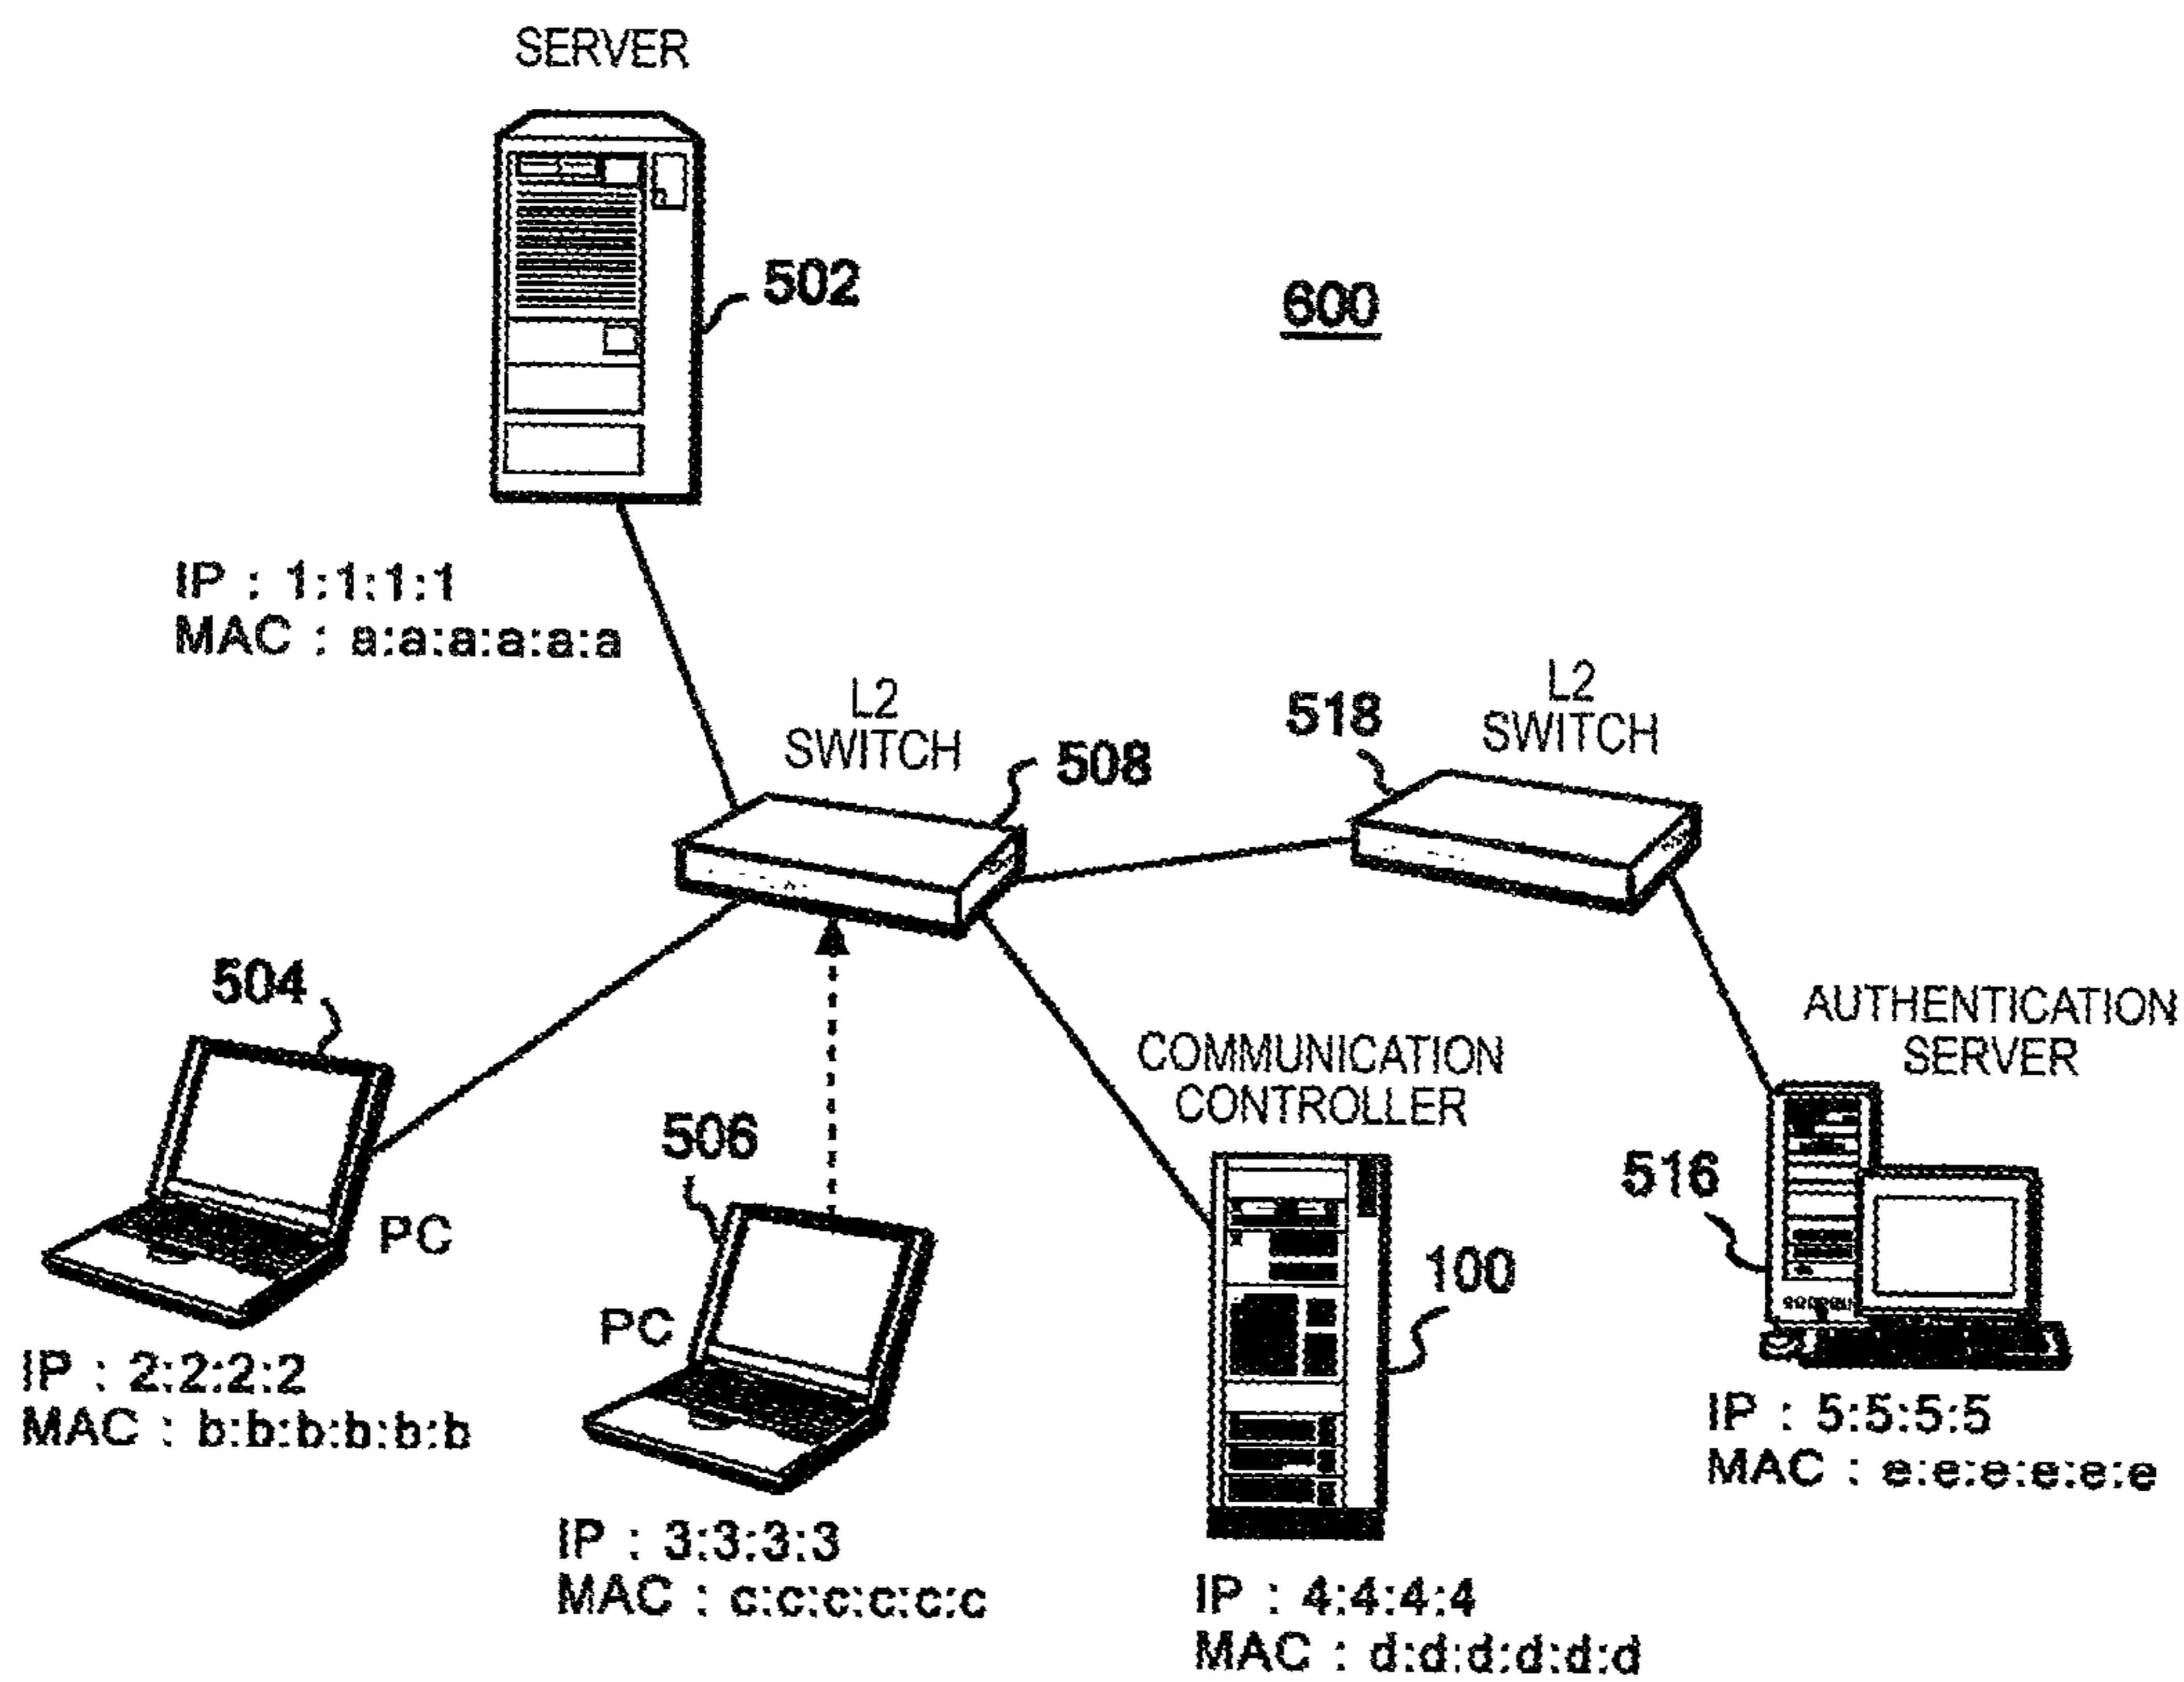 SERVER
502
600
IP : 1:1:1:1
MAC : a:a:a:a:a:a
L2
SWITCH
508
518
L2
SWITCH
504
PC
IP : 2:2:2:2
MAC : b:b:b:b:b:b
506
PC
IP : 3:3:3:3
MAC : c:c:c:c:c:c
COMMUNICATION
CONTROLLER
100
IP : 4:4:4:4
MAC : d:d:d:d:d:d
AUTHENTICATION
SERVER
516
IP : 5:5:5:5
MAC : e:e:e:e:e:e